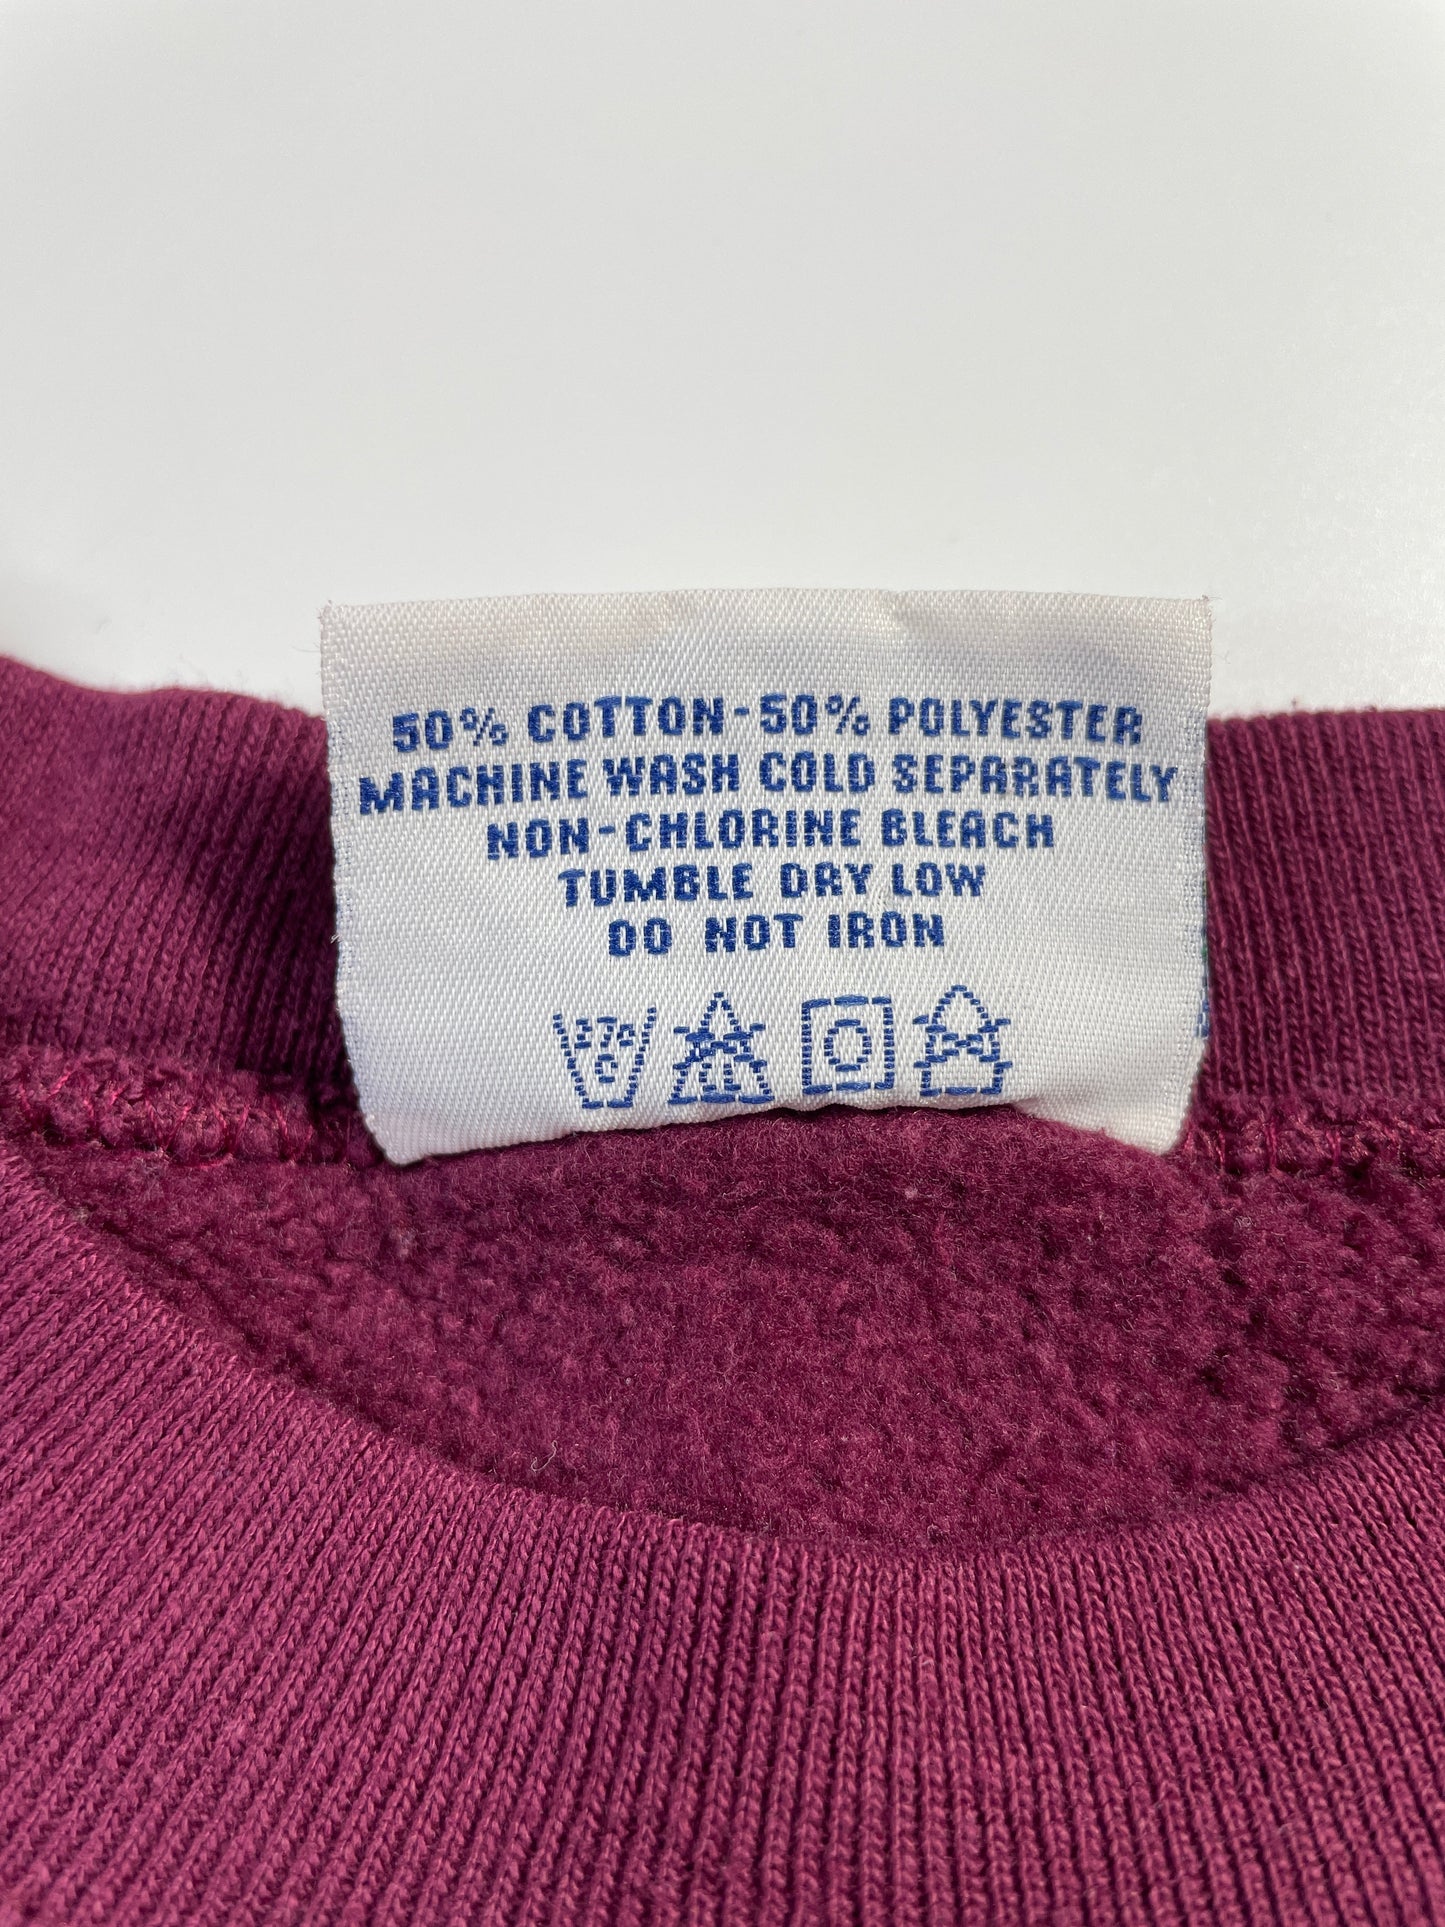 50% COTTON-50% POLYESTER
MACHINE WASH COLD SEPARATELY
NON-CHLORINE BLEACH
TUMBLE DRY LOW
DO NOT IRON